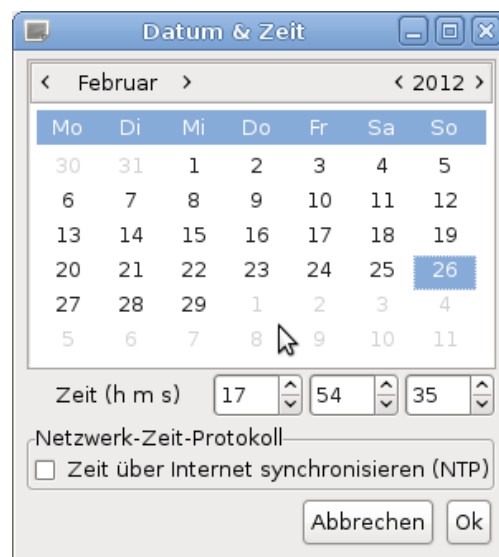 Datum & Zeit
< Februar > < 2012 >
Mo Di Mi Do Fr Sa So
30 31 1 2 3 4 5
6 7 8 9 10 11 12
13 14 15 16 17 18 19
20 21 22 23 24 25 26
27 28 29 1 2 3 4
5 6 7 8 9 10 11
Zeit (h m s) 17 54 35
Netzwerk-Zeit-Protokoll
Zeit über Internet synchronisieren (NTP)
Abbrechen Ok